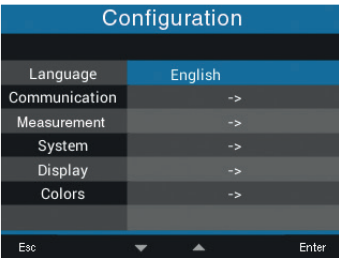 Configuration
Language English
Communication ->
Measurement ->
System ->
Display ->
Colors ->
Esc Enter